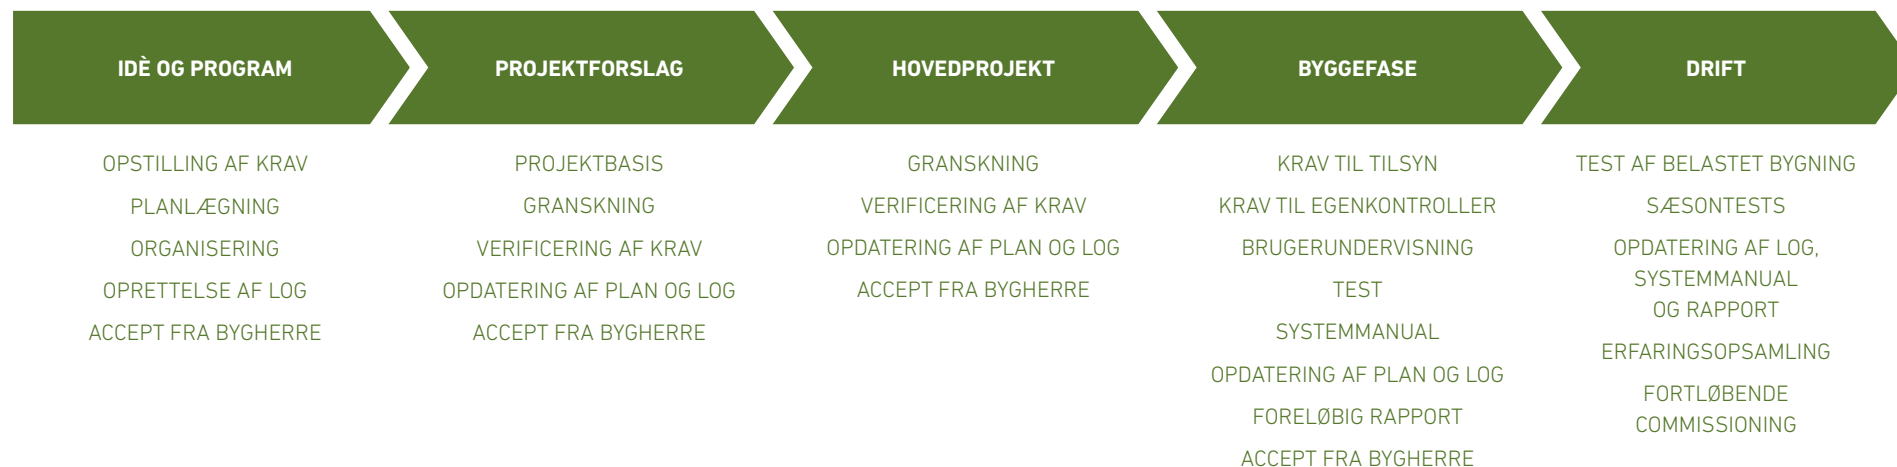 IDÈ OG PROGRAM
OPSTILLING AF KRAV
PLANLÆGNING
ORGANISERING
OPRETTELSE AF LOG
ACCEPT FRA BYGHERRE
PROJEKTFORSLAG
PROJEKTBASIS
GRANSKNING
VERIFICERING AF KRAV
OPDATERING AF PLAN OG LOG
ACCEPT FRA BYGHERRE
HOVEDPROJEKT
GRANSKNING
VERIFICERING AF KRAV
OPDATERING AF PLAN OG LOG
ACCEPT FRA BYGHERRE
BYGGEFASE
KRAV TIL TILSYN
KRAV TIL EGENKONTROLLER
BRUGERUNDERVISNING
TEST
SYSTEMMANUAL
OPDATERING AF PLAN OG LOG
FORELØBIG RAPPORT
ACCEPT FRA BYGHERRE
DRIFT
TEST AF BELASTET BYGNING
SÆSONTESTS
OPDATERING AF LOG,
SYSTEMMANUAL
OG RAPPORT
ERFARINGSOPSAMLING
FORTLØBENDE
COMMISSIONING